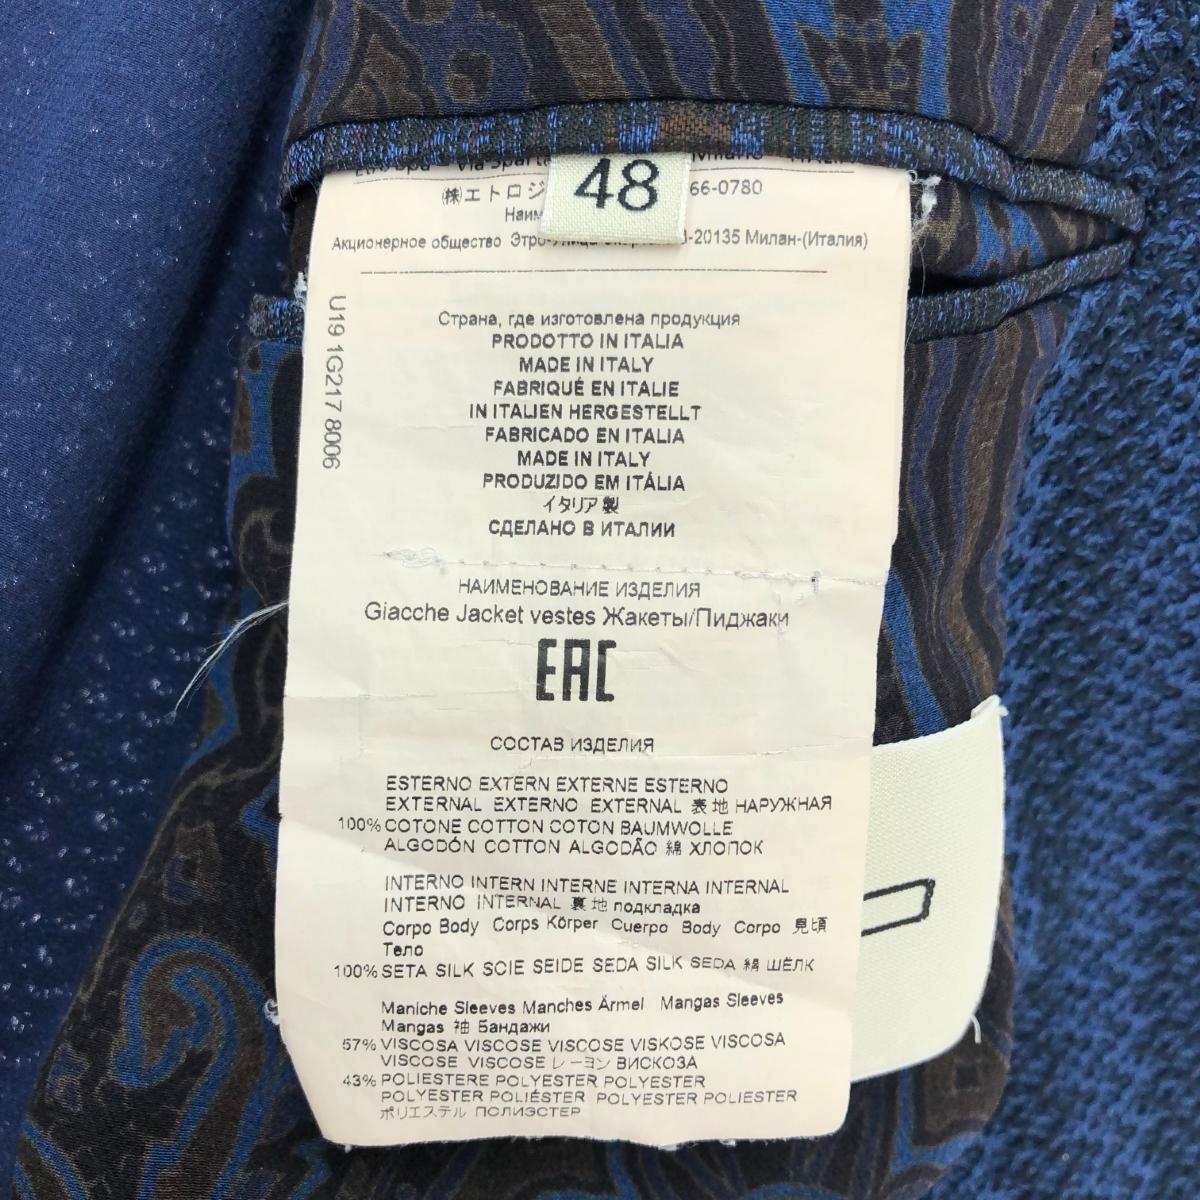 48
(株)エトロジ 66-0780
Акционерное общество 20135 Милан-(Италия)
U19 1G217 8006
Страна, где изготовлена продукция
PRODOTTO IN ITALIA
MADE IN ITALY
FABRIQUÉ EN ITALIE
IN ITALIEN HERGESTELLT
FABRICADO EN ITALIA
MADE IN ITALY
PRODUZIDO EM ITÁLIA
イタリア製
СДЕЛАНО В ИТАЛИИ
НАИМЕНОВАНИЕ ИЗДЕЛИЯ
Giacche Jacket vestes Жакеты/Пиджаки
EAC
СОСТАВ ИЗДЕЛИЯ
ESTERNO EXTERN EXTERNE ESTERNO
EXTERNAL EXTERNO EXTERNAL 表地 НАРУЖНАЯ
100% COTONE COTTON COTON BAUMWOLLE
ALGODÓN COTTON ALGODÃO 綿 ХЛОПОК
INTERNO INTERN INTERNE INTERNA INTERNAL
INTERNO INTERNAL 裏地 подкладка
Corpo Body Corps Körper Cuerpo Body Corpo 見頃
Тело
100% SETA SILK SOIE SEIDE SEDA SILK SEDA 絹 ШЁЛК
Maniche Sleeves Manches Ärmel Mangas Sleeves
Mangas 袖 Бандажи
57% VISCOSA VISCOSE VISCOSE VISKOSE VISCOSA
VISCOSE VISCOSE レーヨン ВИСКОЗА
43% POLIESTERE POLYESTER POLYESTER
POLYESTER POLIÉSTER POLYESTER POLIESTER
ポリエステル ПОЛИЭСТЕР